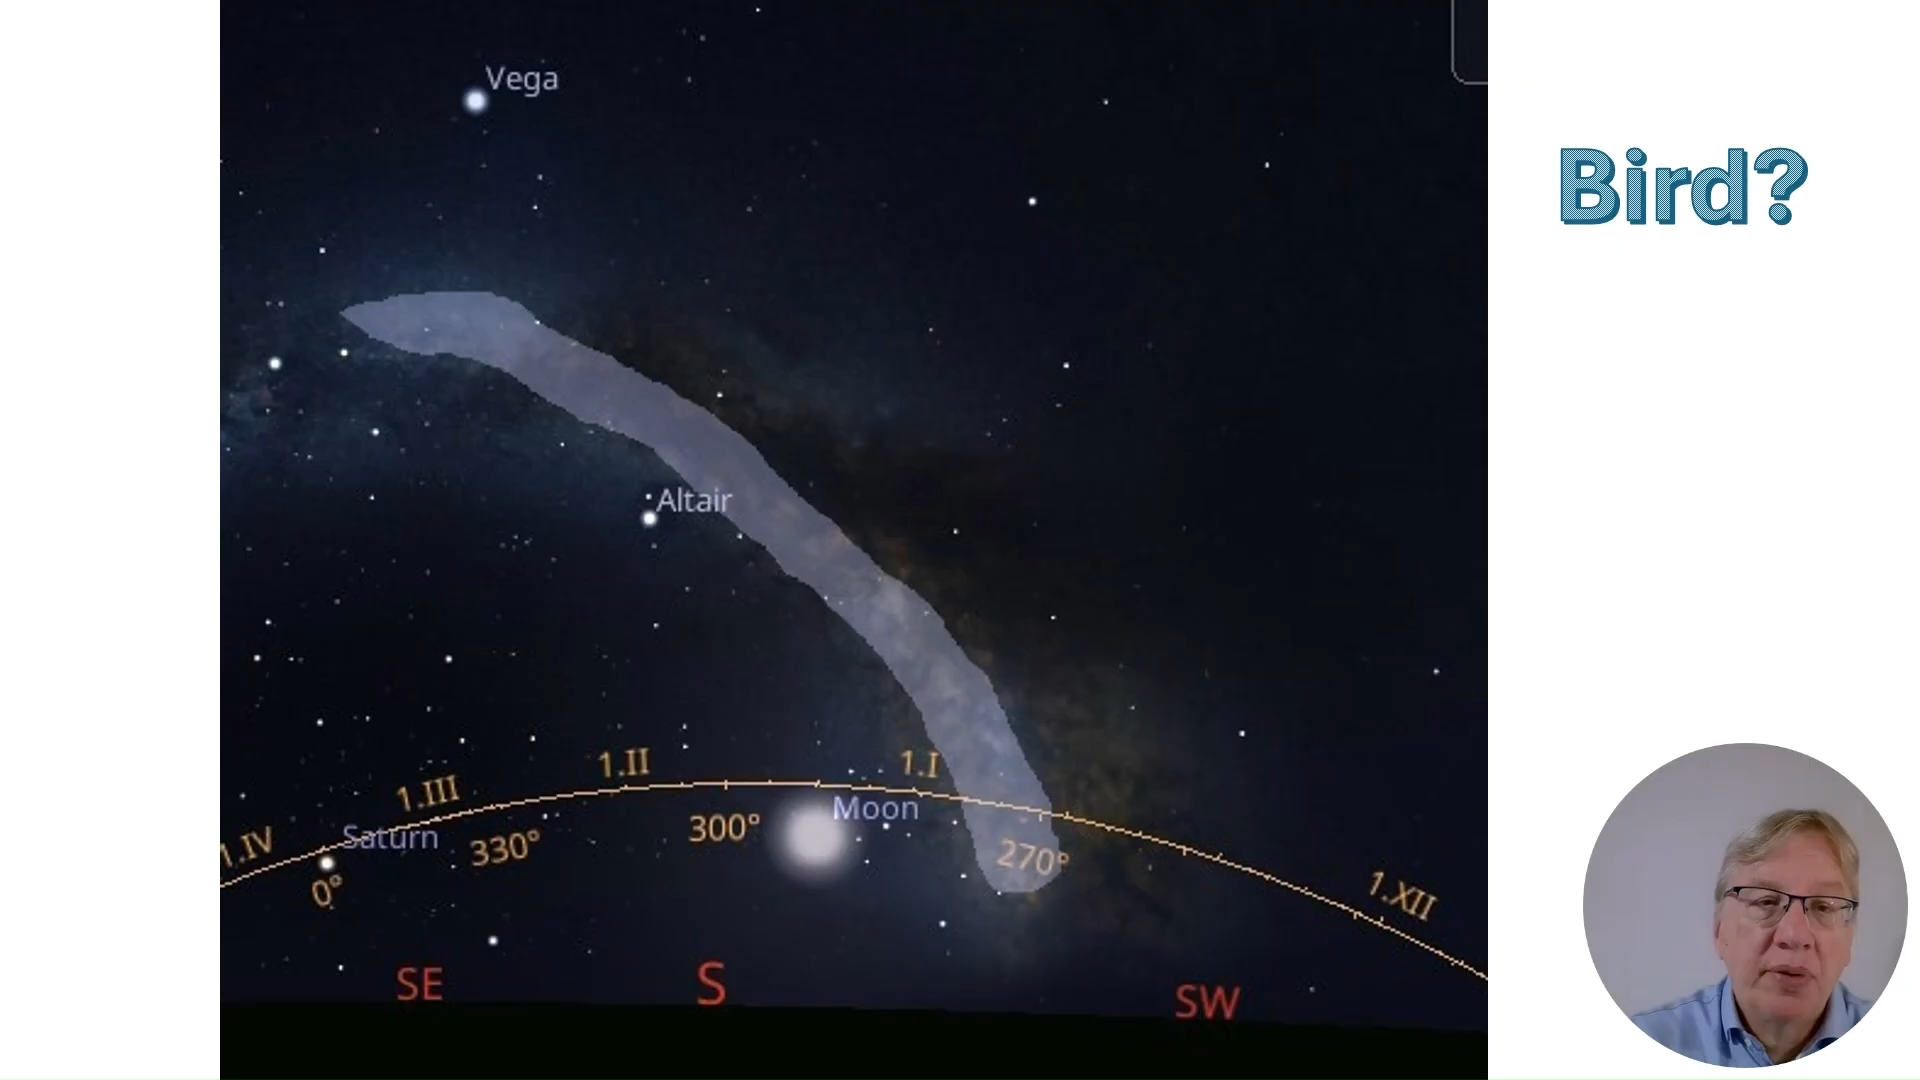 Vega
Bird?
Altair
1.I
1.II
1.III
1.IV
Moon
Saturn
300°
330°
270°
0°
1.XII
SE
S
SW